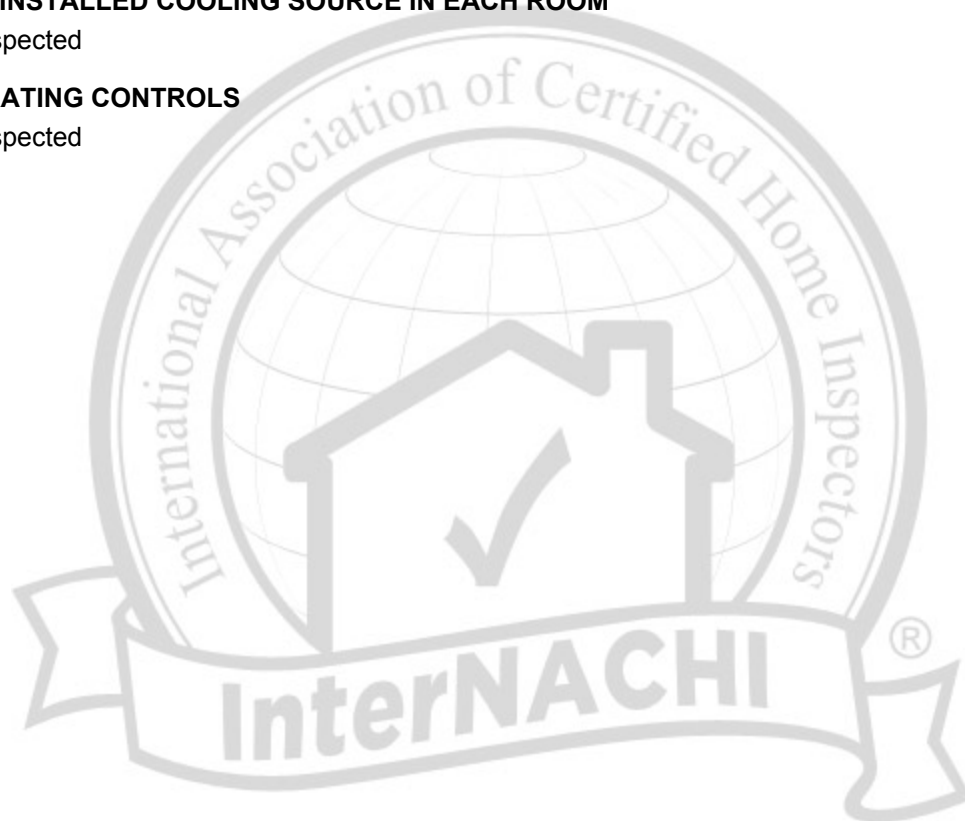 INSTALLED COOLING SOURCE IN EACH ROOM
spected
ATING CONTROLS
spected
International Association of Certified Home Inspectors
InterNACHI ®